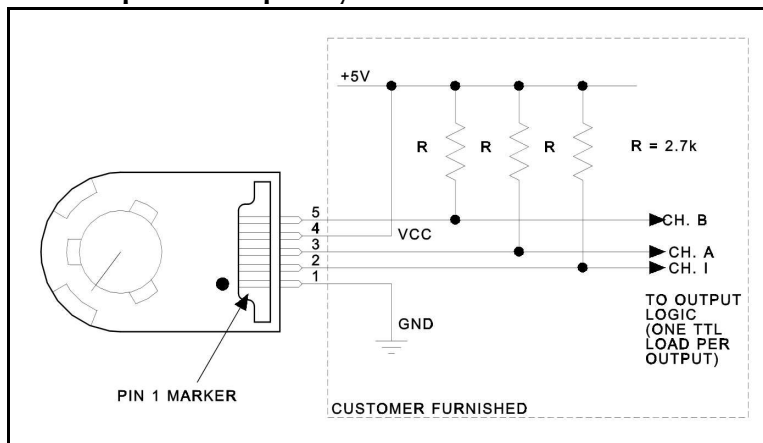 +5V
R
R
R
R = 2.7k
5
4
VCC
3
2
1
CH. B
CH. A
CH. I
TO OUTPUT
LOGIC
(ONE TTL
LOAD PER
OUTPUT)
GND
PIN 1 MARKER
CUSTOMER FURNISHED